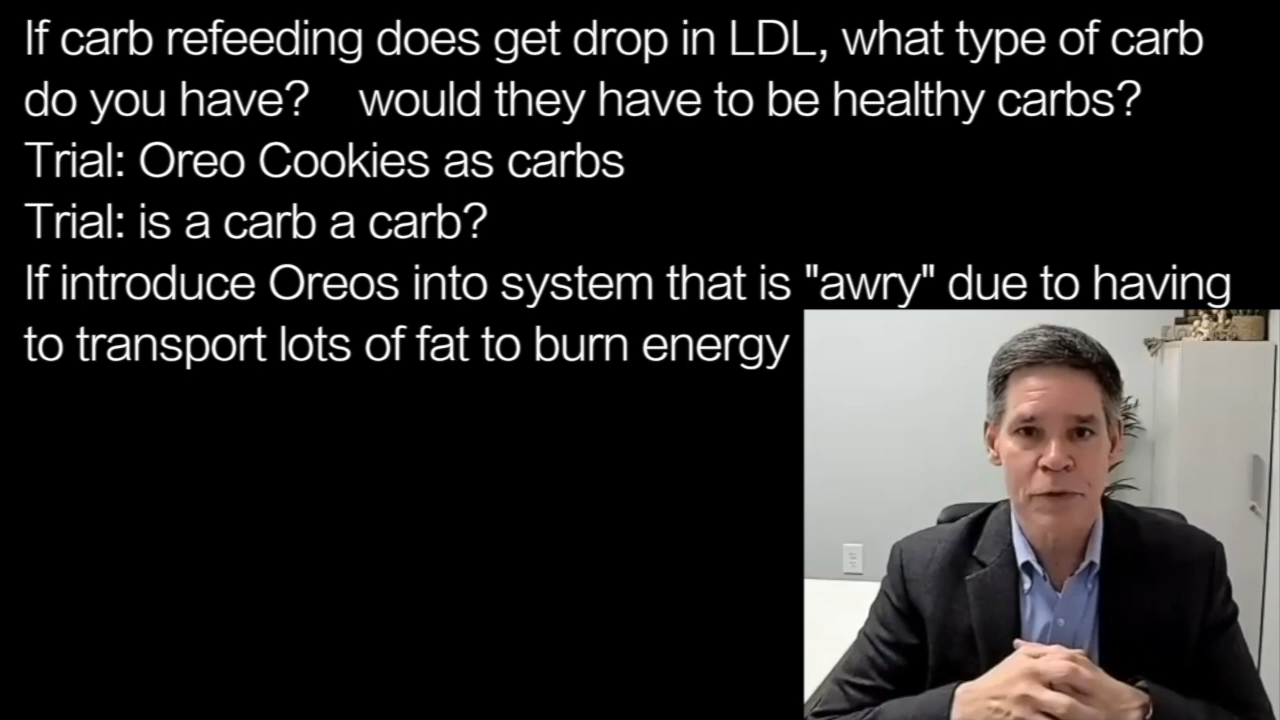 If carb refeeding does get drop in LDL, what type of carb
do you have? would they have to be healthy carbs?
Trial: Oreo Cookies as carbs
Trial: is a carb a carb?
If introduce Oreos into system that is "awry" due to having
to transport lots of fat to burn energy